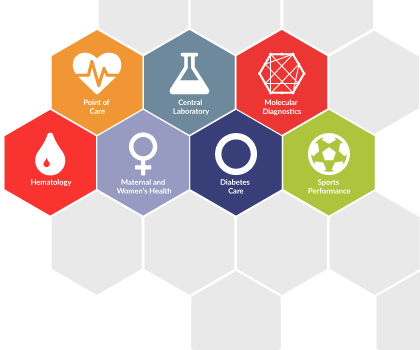 Point of
Care
Central
Laboratory
Molecular
Diagnostics
Hematology
Maternal and
Women's Health
Diabetes
Care
Sports
Performance